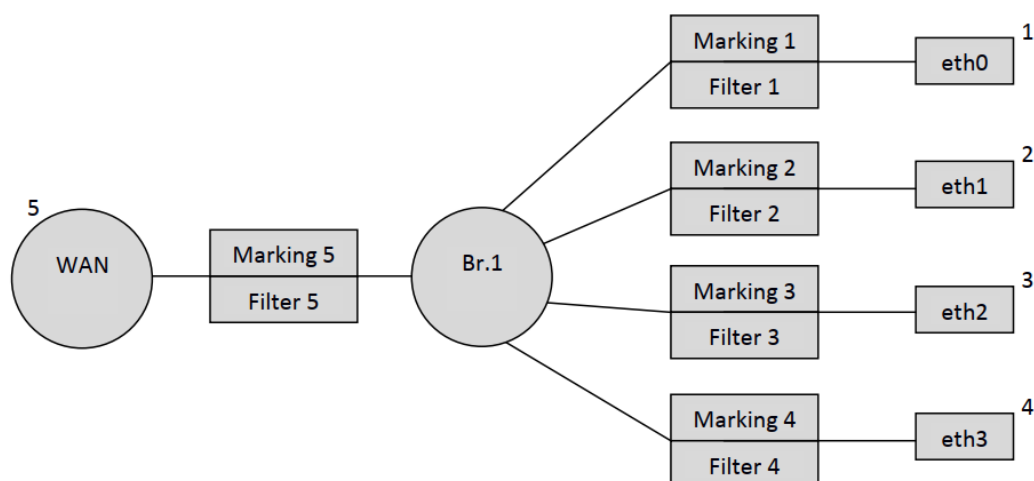 Marking 1
Filter 1
eth0
1
Marking 2
Filter 2
eth1
2
5
WAN
Marking 5
Filter 5
Br.1
Marking 3
Filter 3
eth2
3
Marking 4
Filter 4
eth3
4